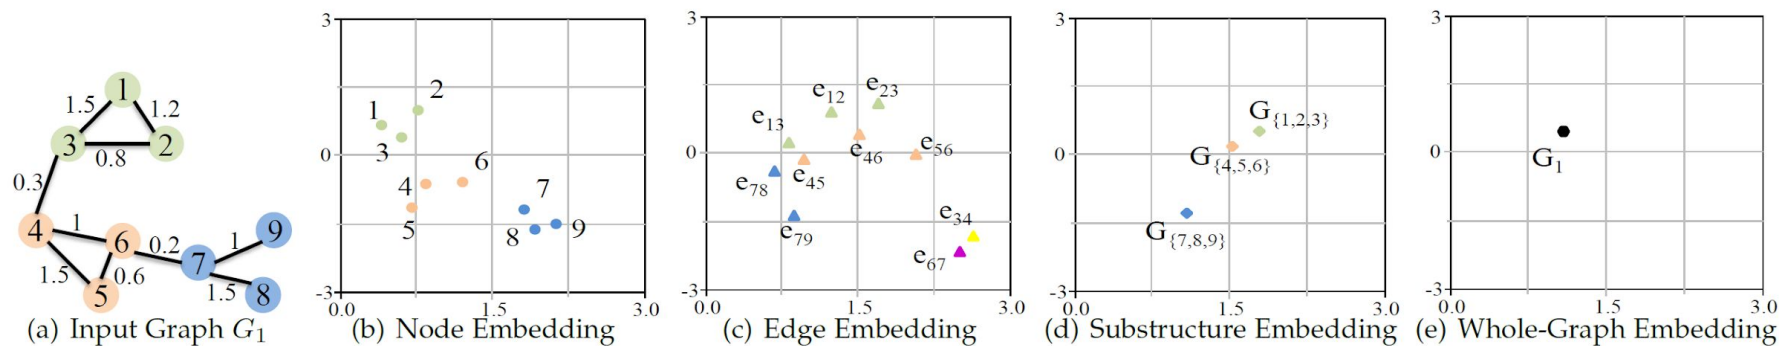 1
1.5
1.2
3
2
0.8
0.3
4
1
6
0.2
1
9
7
1.5
0.6
5
1.5
8
(a) Input Graph G1
3
0
-3
0.0
1.5
3.0
1
2
3
4
5
6
7
8
9
(b) Node Embedding
3
0
-3
0.0
1.5
3.0
e12
e23
e13
e46
e56
e78
e45
e79
e34
e67
(c) Edge Embedding
3
0
-3
0.0
1.5
3.0
G{1,2,3}
G{4,5,6}
G{7,8,9}
(d) Substructure Embedding
3
0
-3
0.0
1.5
3.0
G1
(e) Whole-Graph Embedding